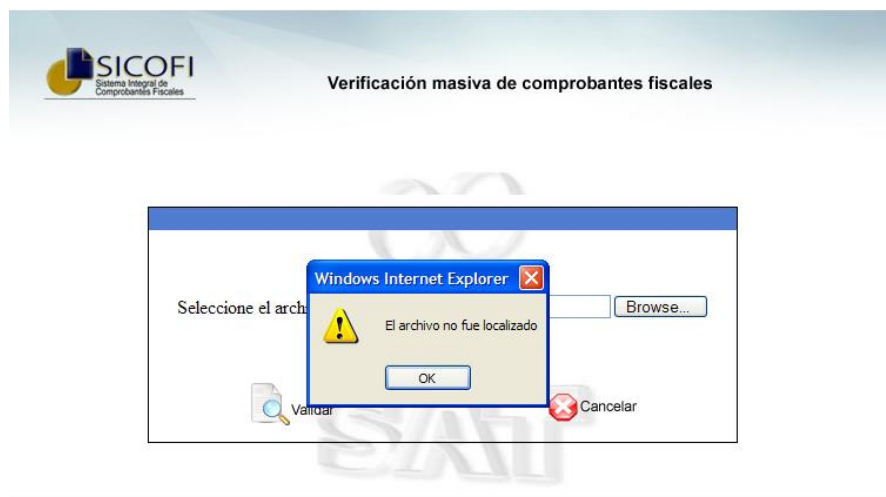 SICOFI
Sistema Integral de
Comprobantes Fiscales
Verificación masiva de comprobantes fiscales
Windows Internet Explorer
Seleccione el
El archivo no fue localizado
Browse...
OK
Validar
Cancelar
SAT